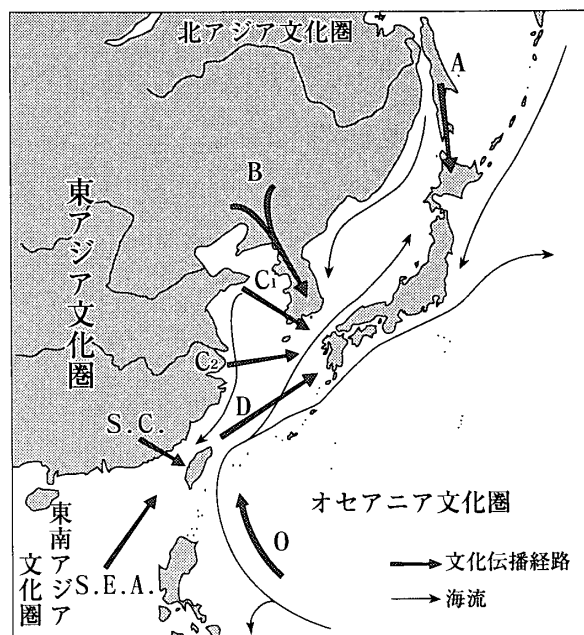 北アジア文化圏
A
B
東アジア文化圏
C₁
C₂
D
S.C.
オセアニア文化圏
東南アジア
文化圏
S.E.A.
O
文化伝播経路
海流